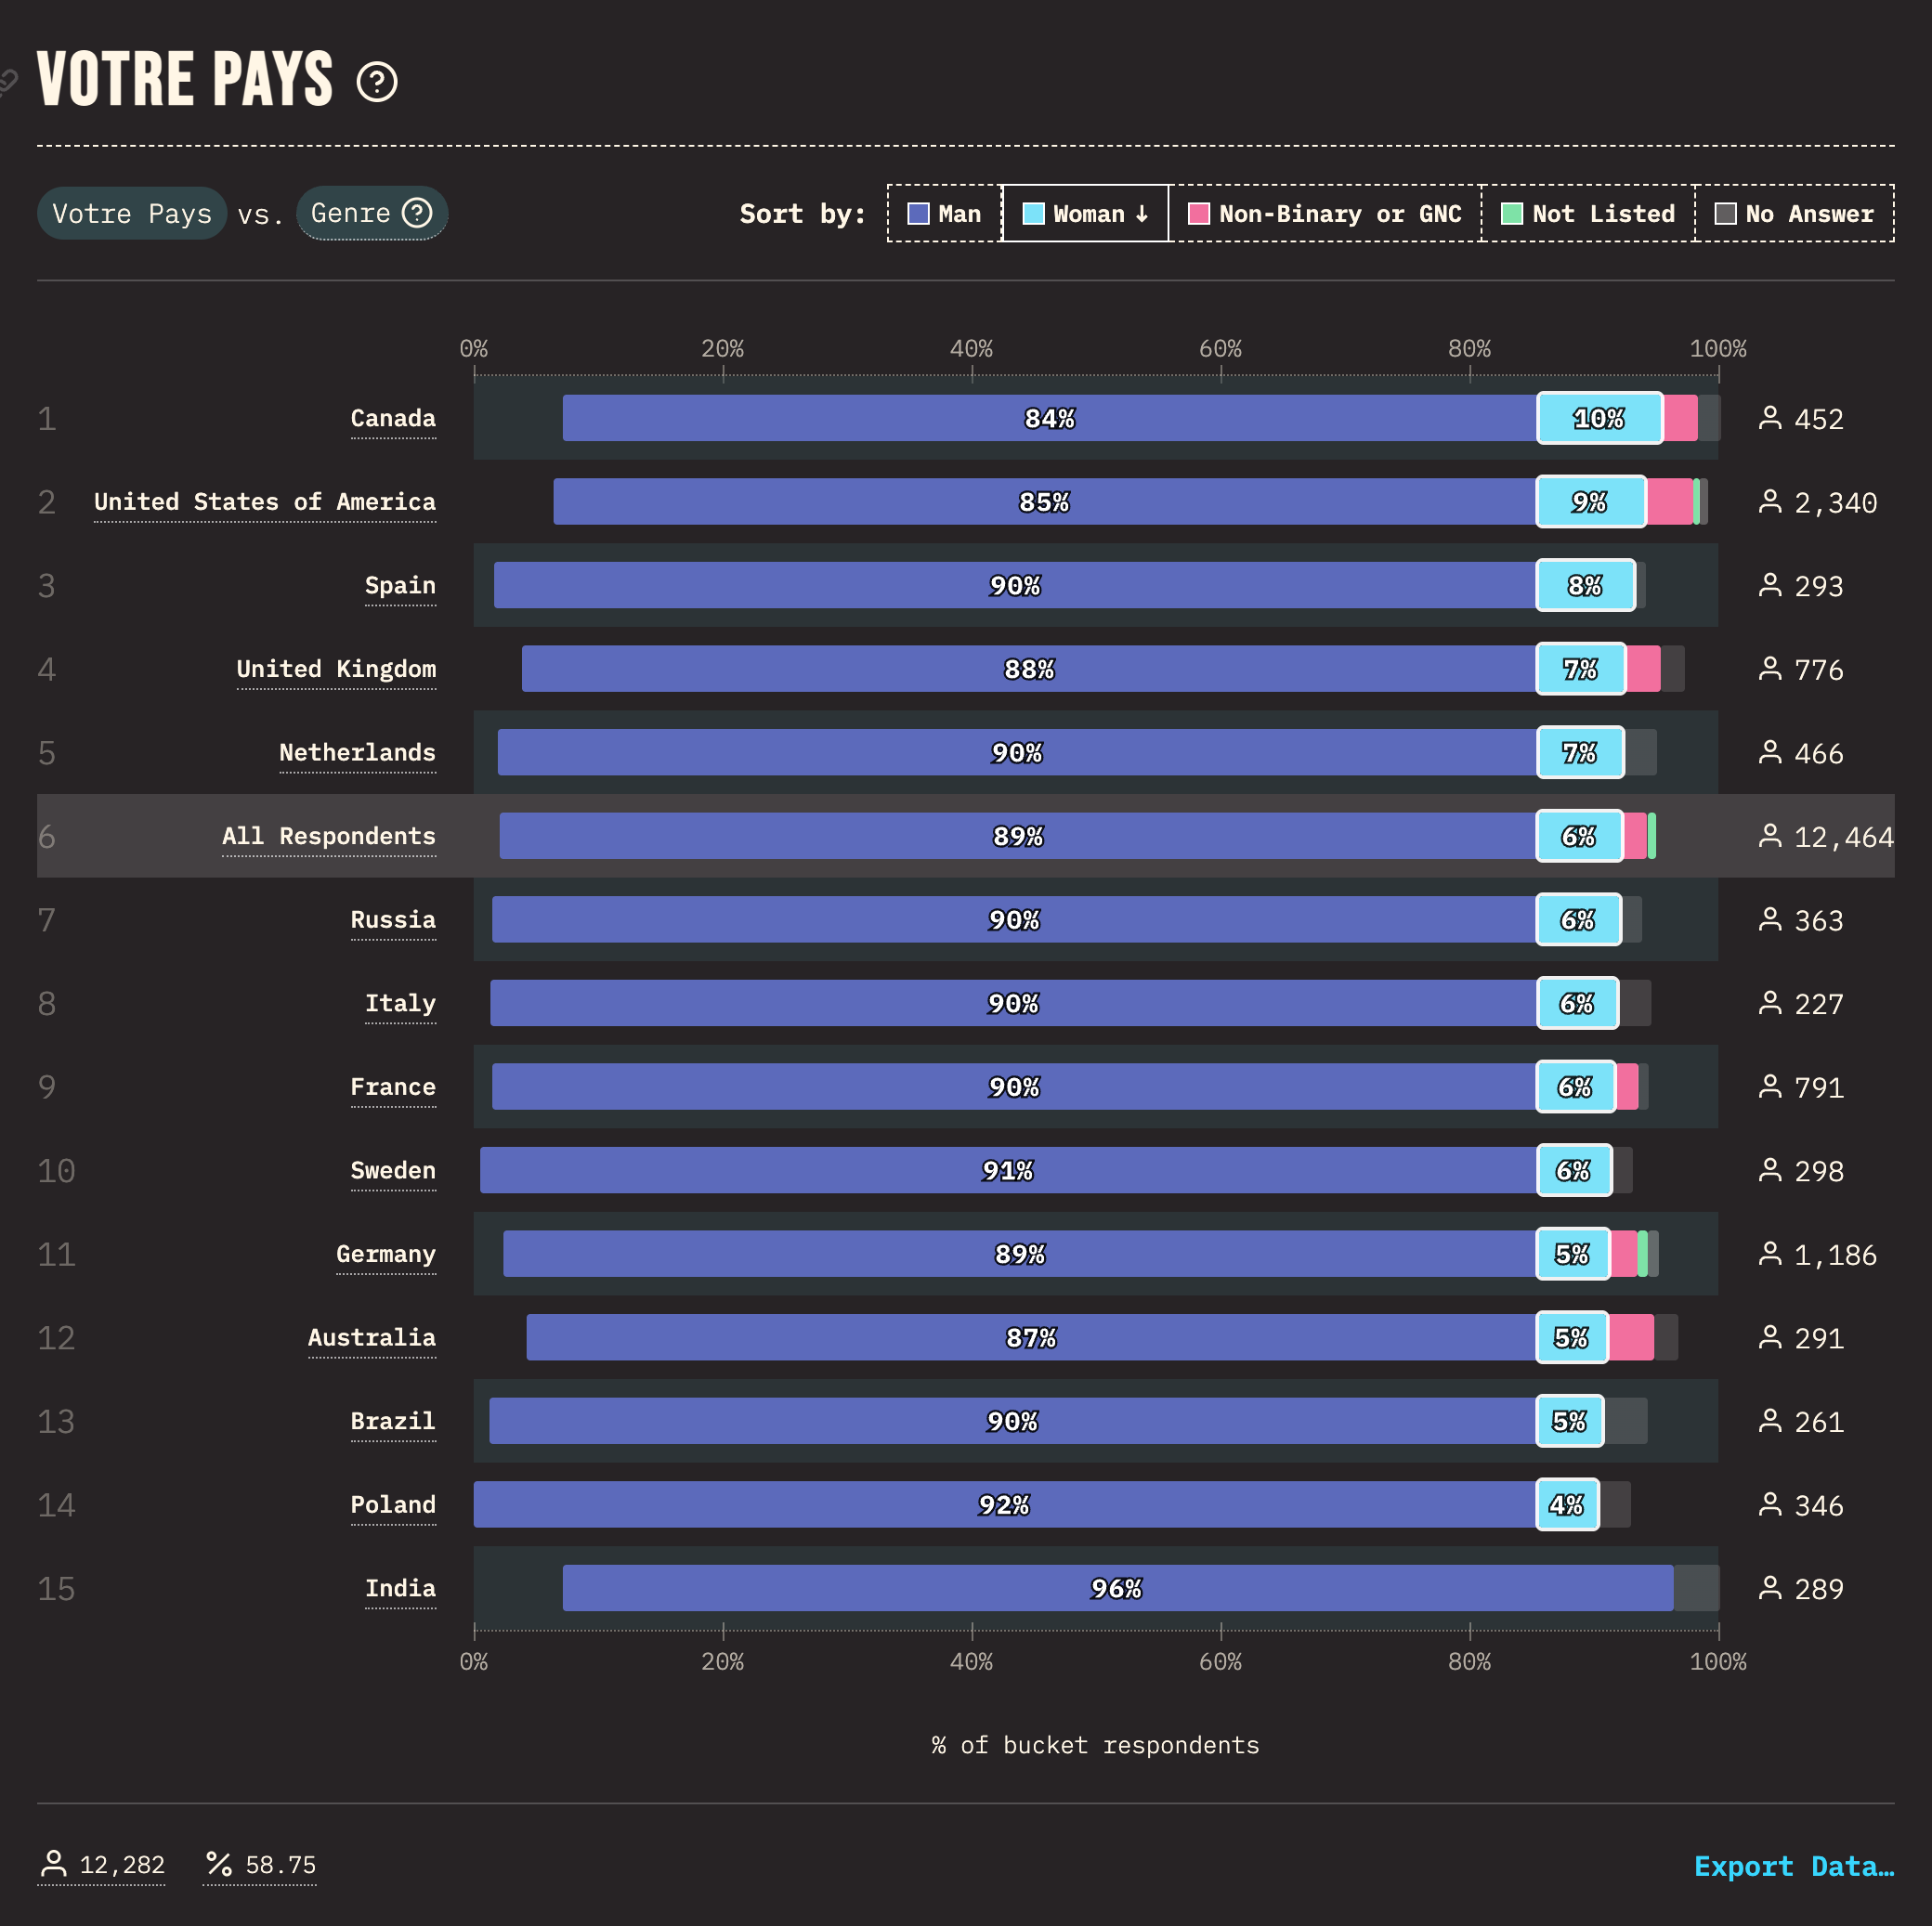 VOTRE PAYS ?
Votre Pays vs. Genre ? Sort by: Man Woman ↓ Non-Binary or GNC Not Listed No Answer
0% 20% 40% 60% 80% 100%
1 Canada 84% 10% 452
2 United States of America 85% 9% 2,340
3 Spain 90% 8% 293
4 United Kingdom 88% 7% 776
5 Netherlands 90% 7% 466
6 All Respondents 89% 6% 12,464
7 Russia 90% 6% 363
8 Italy 90% 6% 227
9 France 90% 6% 791
10 Sweden 91% 6% 298
11 Germany 89% 5% 1,186
12 Australia 87% 5% 291
13 Brazil 90% 5% 261
14 Poland 92% 4% 346
15 India 96% 289
0% 20% 40% 60% 80% 100%
% of bucket respondents
12,282 % 58.75 Export Data…